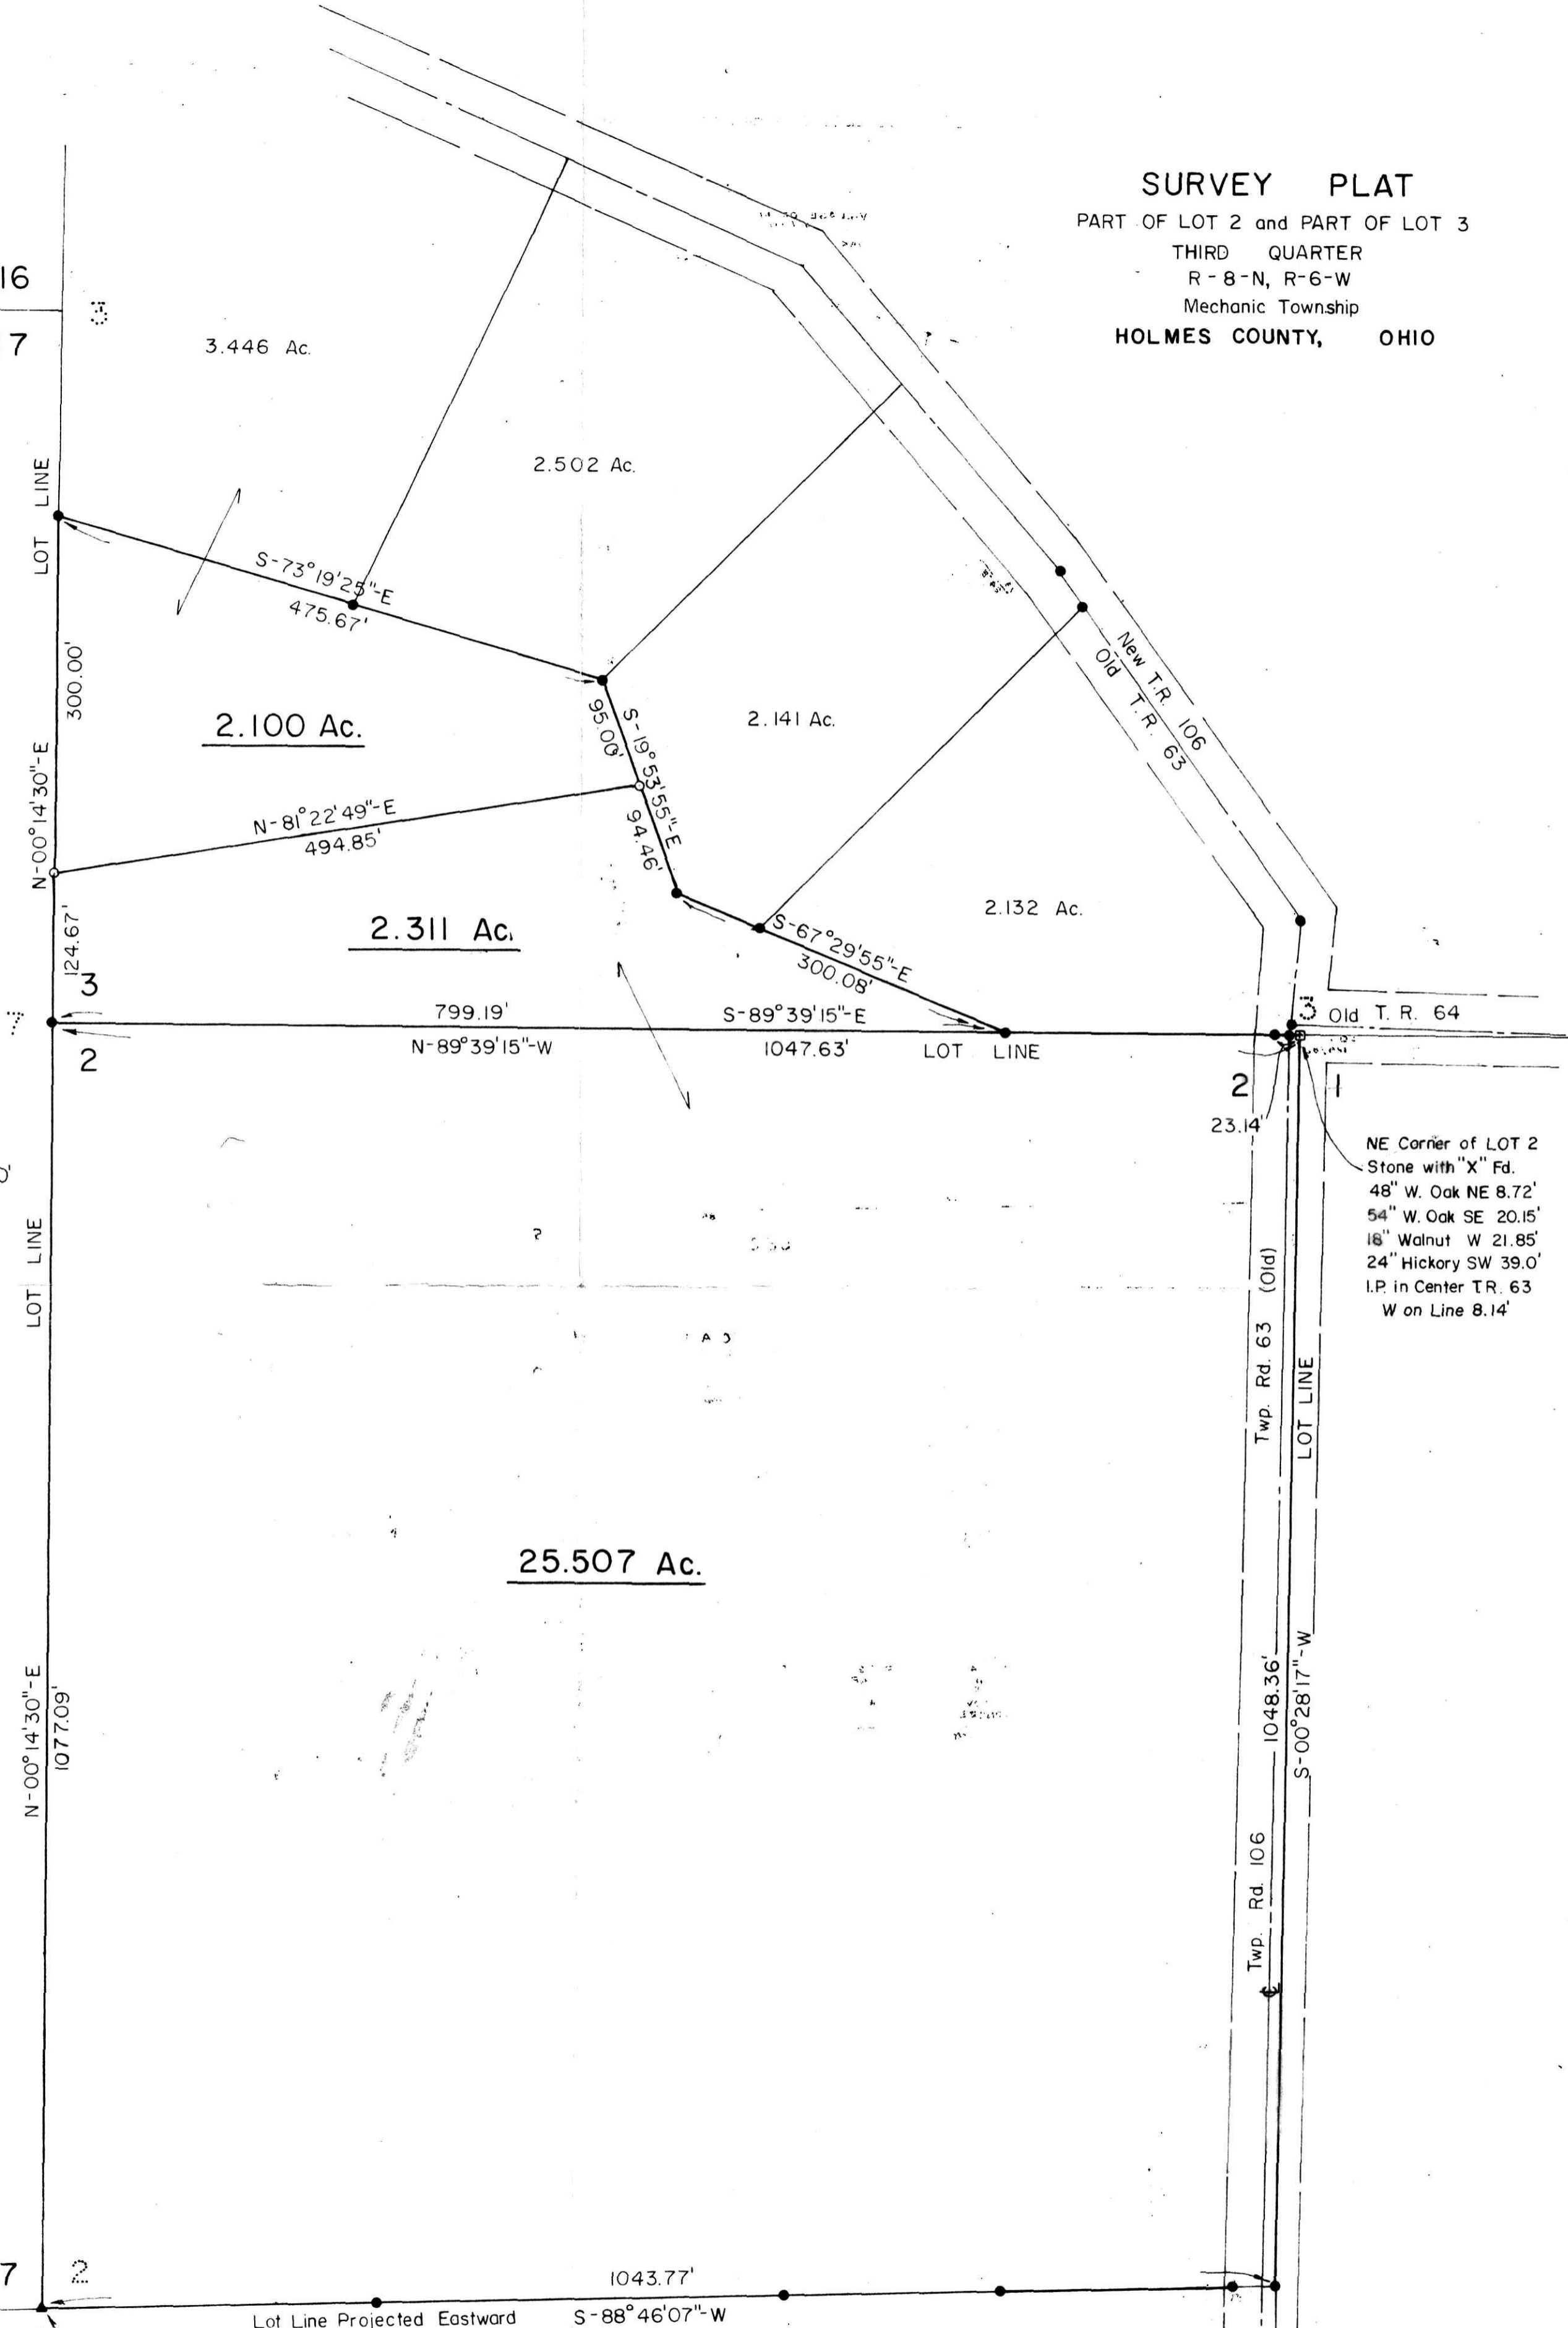 SURVEY PLAT
PART OF LOT 2 and PART OF LOT 3
THIRD QUARTER
R-8-N, R-6-W
Mechanic Township
HOLMES COUNTY, OHIO
16
7
3
3.446 Ac.
2.502 Ac.
LOT LINE
S-73°19'25"-E
475.67'
300.00'
2.100 Ac.
95.00'
S-19°53'55"-E
94.46'
2.141 Ac.
New T.R. 106
Old T.R. 63
N-00°14'30"-E
N-81°22'49"-E
494.85'
124.67'
2.311 Ac.
2.132 Ac.
S-67°29'55"-E
300.08'
3
7
2
799.19'
S-89°39'15"-E
N-89°39'15"-W
1047.63'
LOT LINE
3
Old T. R. 64
2
1
23.14'
NE Corner of LOT 2
Stone with "X" Fd.
48" W. Oak NE 8.72'
54" W. Oak SE 20.15'
18" Walnut W 21.85'
24" Hickory SW 39.0'
I.P. in Center T.R. 63
W on Line 8.14'
LOT LINE
Twp. Rd. 63 (Old)
LOT LINE
25.507 Ac.
N-00°14'30"-E
1077.09'
1048.36'
S-00°28'17"-W
Twp. Rd. 106
7
2
1043.77'
Lot Line Projected Eastward
S-88°46'07"-W